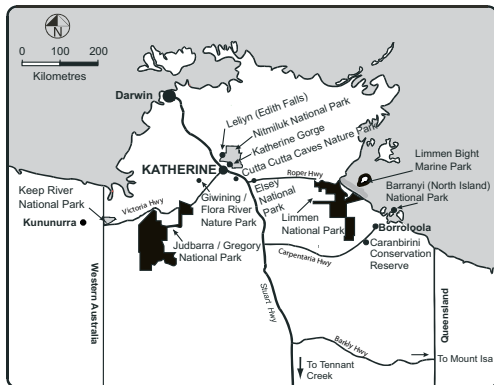 N
0 100 200
Kilometres
Darwin
Leliyn (Edith Falls)
Nitmiluk National Park
Katherine Gorge
Cutta Cutta Caves Nature Park
KATHERINE
Limmen Bight
Marine Park
Barranyi (North Island)
National Park
Keep River
National Park
Kununurra
Victoria Hwy
Giwining /
Flora River
Nature Park
Elsey
National
Park
Roper Hwy
Limmen
National Park
Judbarra / Gregory
National Park
Borroloola
Caranbirini
Conservation
Reserve
Carpentaria Hwy
Western Australia
Stuart Hwy
Queensland
Barkly Hwy
To Mount Isa
To Tennant
Creek